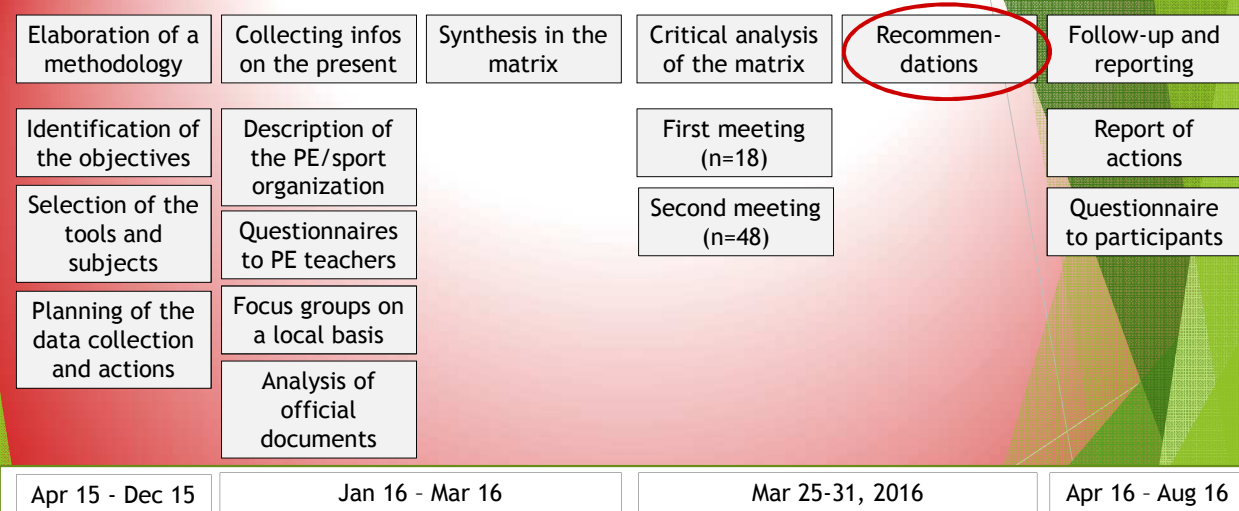 Elaboration of a
methodology
Collecting infos
on the present
Synthesis in the
matrix
Critical analysis
of the matrix
Recommen-
dations
Follow-up and
reporting
Identification of
the objectives
Selection of the
tools and
subjects
Planning of the
data collection
and actions
Description of
the PE/sport
organization
Questionnaires
to PE teachers
Focus groups on
a local basis
Analysis of
official
documents
First meeting
(n=18)
Second meeting
(n=48)
Report of
actions
Questionnaire
to participants
Apr 15 - Dec 15
Jan 16 – Mar 16
Mar 25-31, 2016
Apr 16 – Aug 16